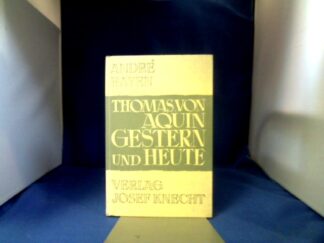 ANDRÉ
HAYEN
THOMAS VON
AQUIN
GESTERN
UND HEUTE
VERLAG
JOSEF KNECHT